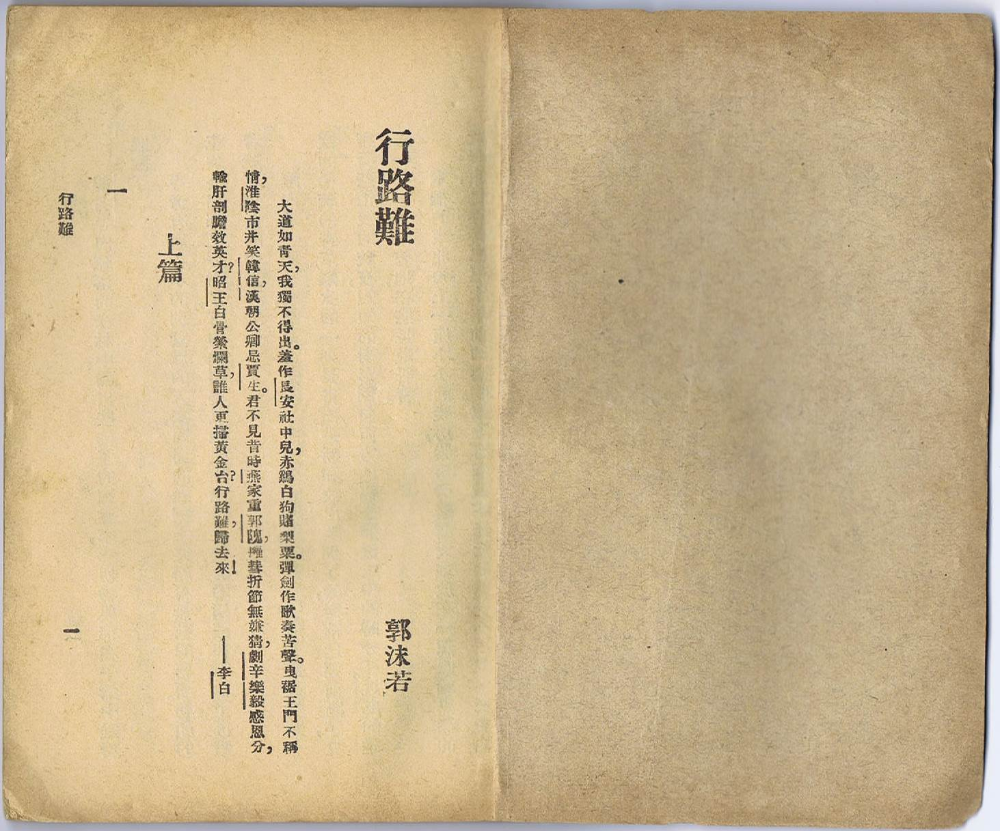 行路難
郭沫若
大道如青天，我獨不得出。羞作長安社中兒，赤鷄白狗賭梨栗。彈劍作歌奏苦聲。曳裾王門不稱
情，淮陰市井笑韓信，漢朝公卿忌賈生。君不見昔時燕家重郭隗，擁彗折節無嫌猜，劇辛樂毅感恩分，
輸肝剖膽效英才？昭王白骨縈爛草，誰人更掃黃金台？行路難，歸去來！
——李白
上篇
一
行路難
一